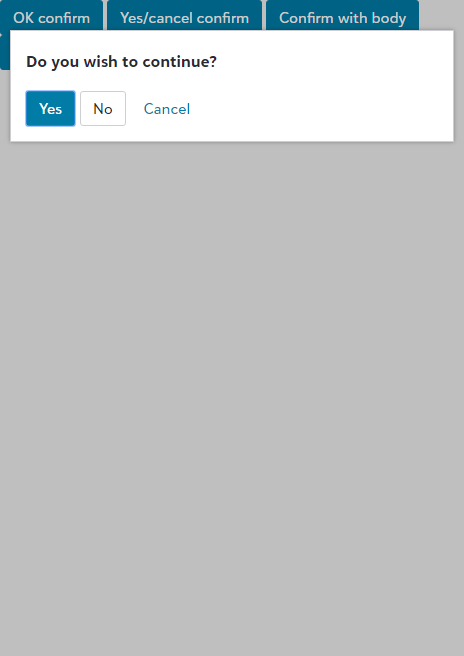 OK confirm Yes/cancel confirm Confirm with body
Do you wish to continue?
Yes No Cancel